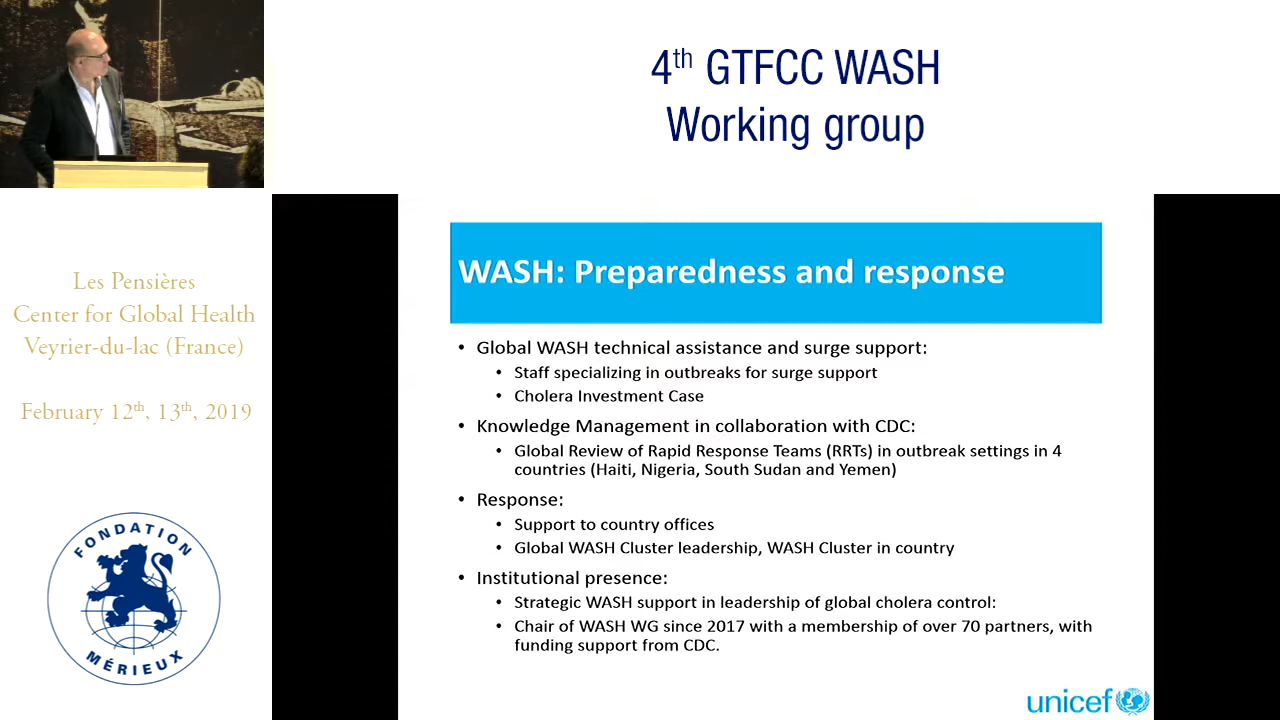 4th GTFCC WASH
Working group
Les Pensières
Center for Global Health
Veyrier-du-lac (France)
February 12th, 13th, 2019
FONDATION
MÉRIEUX
WASH: Preparedness and response
• Global WASH technical assistance and surge support:
• Staff specializing in outbreaks for surge support
• Cholera Investment Case
• Knowledge Management in collaboration with CDC:
• Global Review of Rapid Response Teams (RRTs) in outbreak settings in 4
countries (Haiti, Nigeria, South Sudan and Yemen)
• Response:
• Support to country offices
• Global WASH Cluster leadership, WASH Cluster in country
• Institutional presence:
• Strategic WASH support in leadership of global cholera control:
• Chair of WASH WG since 2017 with a membership of over 70 partners, with
funding support from CDC.
unicef